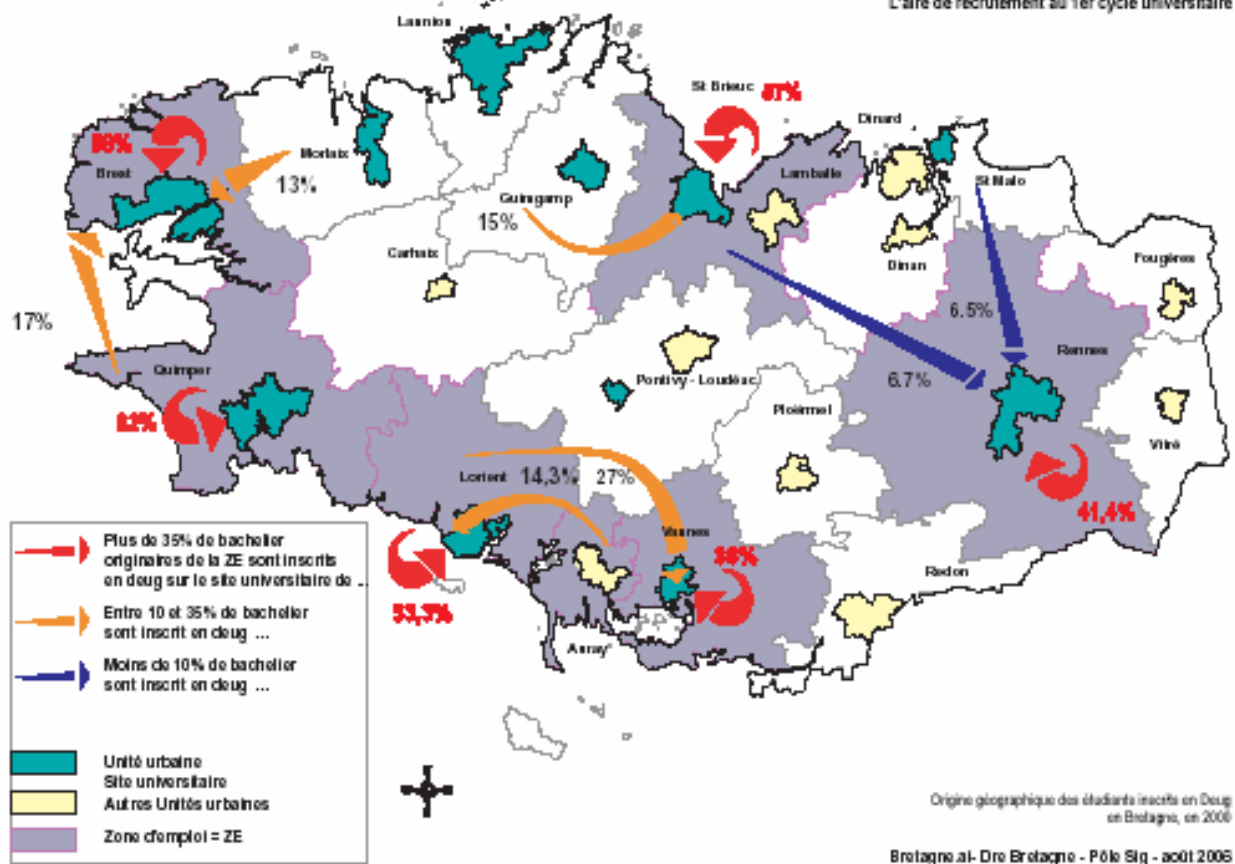 L'aire de recrutement au 1er cycle universitaire
Lannion
St Brieuc
Dinard
Brest
Morlaix
13%
Guingamp
15%
Lamballe
St Malo
Carhaix
Dinan
Fougères
17%
6.5%
Rennes
Quimper
6.7%
Pontivy - Loudéac
Ploërmel
Vitré
Lorient 14,3% 27%
Vannes
41,4%
Redon
53,3%
Auray
Plus de 35% de bachelier
originaires de la ZE sont inscrits
en deug sur le site universitaire de ...
Entre 10 et 35% de bachelier
sont inscrit en deug ...
Moins de 10% de bachelier
sont inscrit en deug ...
Unité urbaine
Site universitaire
Autres Unités urbaines
Zone d'emploi = ZE
Origine géographique des étudiants inscrits en Deug
en Bretagne, en 2000
Bretagne.ai- Dre Bretagne - Pôle Sig - août 2006